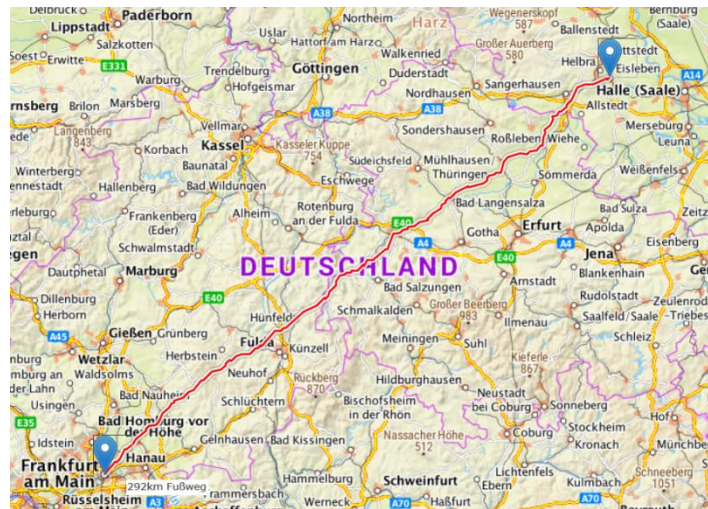 Delbrück
Paderborn
Lippstadt
Salzkotten
Soest
Erwitte
E331
Warburg
Uslar
Northeim
Harz
Wegenerskopf
587
Ballenstedt
Bernburg
(Saale)
Göttingen
Walkenried
Großer Auerberg
580
Helbra
Eisleben
A14
Trendelburg
Hofgeismar
Duderstadt
Nordhausen
Sangerhausen
Halle (Saale)
Allstedt
Brilon
Marsberg
Langenberg
843
Vellmar
A38
A38
Sondershausen
Roßleben
Wiehe
Merseburg
Leuna
Kassel
Kasseler Kuppe
754
Baunatal
Korbach
Südeichsfeld
Mühlhausen
Thüringen
Weißenfels
Winterberg
Hallenberg
Bad Wildungen
Eschwege
Sömmerda
Bad Langensalza
Bad Sulza
Frankenberg
(Eder)
Alheim
Rotenburg
an der Fulda
E40
Erfurt
Apolda
Zeitz
Schwalmstadt
A4
Gotha
A4
Jena
Eisenberg
DEUTSCHLAND
E40
Dautphetal
Marburg
Bad Salzungen
Arnstadt
Blankenhain
Dillenburg
Herborn
E40
Schmalkalden
Großer Beerberg
983
Ilmenau
Rudolstadt
Saalfeld/Saale
Zeulenrod
Triebes
A45
Gießen
Grünberg
Hünfeld
Meiningen
Suhl
Schleiz
Wetzlar
Waldsolms
Herbstein
Fulda
Künzell
Kieferle
867
Neuhof
Rückberg
870
Hildburghausen
Usingen
Bad Nauheim
Schlüchtern
Bischofsheim
in der Rhön
Neustadt
bei Coburg
Sonneberg
Hof
E35
Idstein
Bad Homburg vor
der Höhe
Gelnhausen
Bad Kissingen
Nassacher Höhe
512
Coburg
Stockheim
Kronach
Münchbe
Frankfurt
am Main
Hanau
Hammelburg
Lichtenfels
Schneeberg
1051
292km Fußweg
Rüsselsheim
A3
Schweinfurt
Ebern
Kulmbach
Werneck
A70
Haßfurt
A70